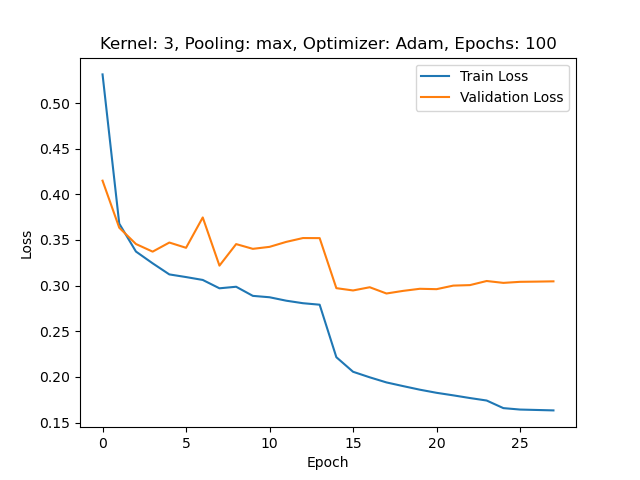 Kernel: 3, Pooling: max, Optimizer: Adam, Epochs: 100
Train Loss
Validation Loss
0.50
0.45
0.40
0.35
0.30
0.25
0.20
0.15
Loss
0 5 10 15 20 25
Epoch